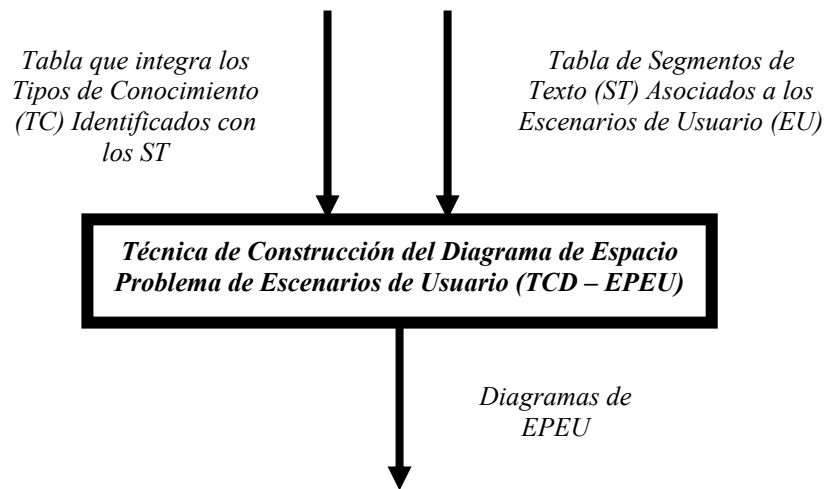 Tabla que integra los
Tipos de Conocimiento
(TC) Identificados con
los ST
Tabla de Segmentos de
Texto (ST) Asociados a los
Escenarios de Usuario (EU)
Técnica de Construcción del Diagrama de Espacio
Problema de Escenarios de Usuario (TCD – EPEU)
Diagramas de
EPEU